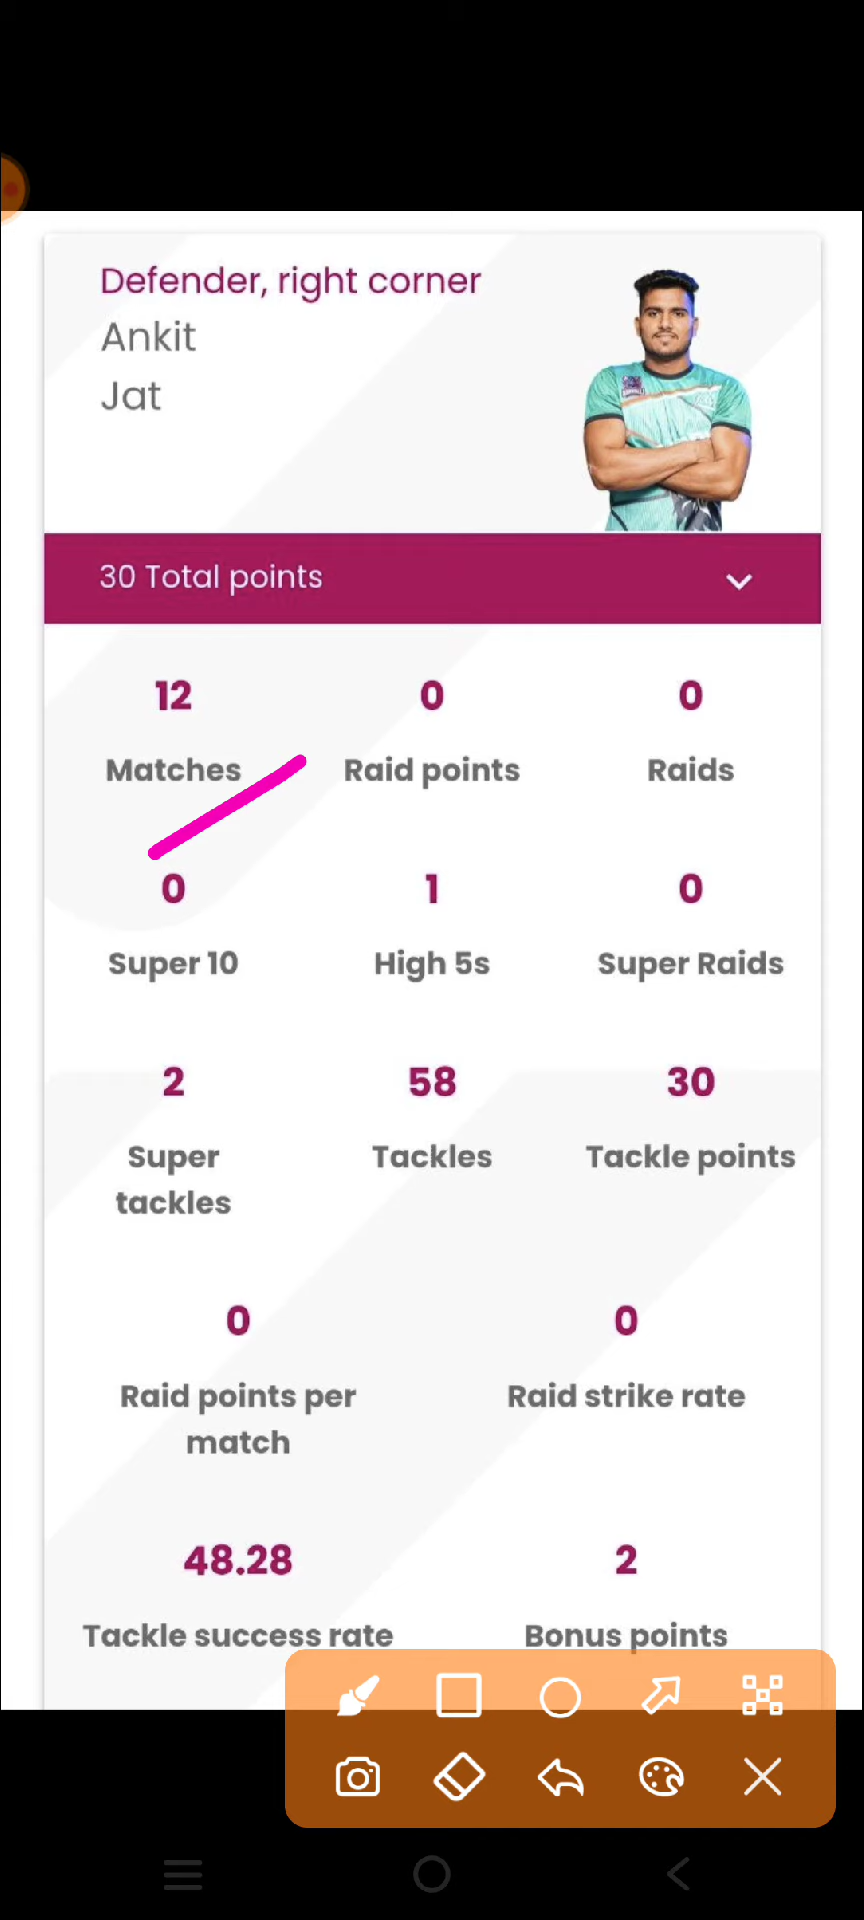 Defender, right corner
Ankit
Jat
30 Total points
12
0
0
Matches
Raid points
Raids
0
1
0
Super 10
High 5s
Super Raids
2
58
30
Super
tackles
Tackles
Tackle points
0
0
Raid points per
match
Raid strike rate
48.28
2
Tackle success rate
Bonus points